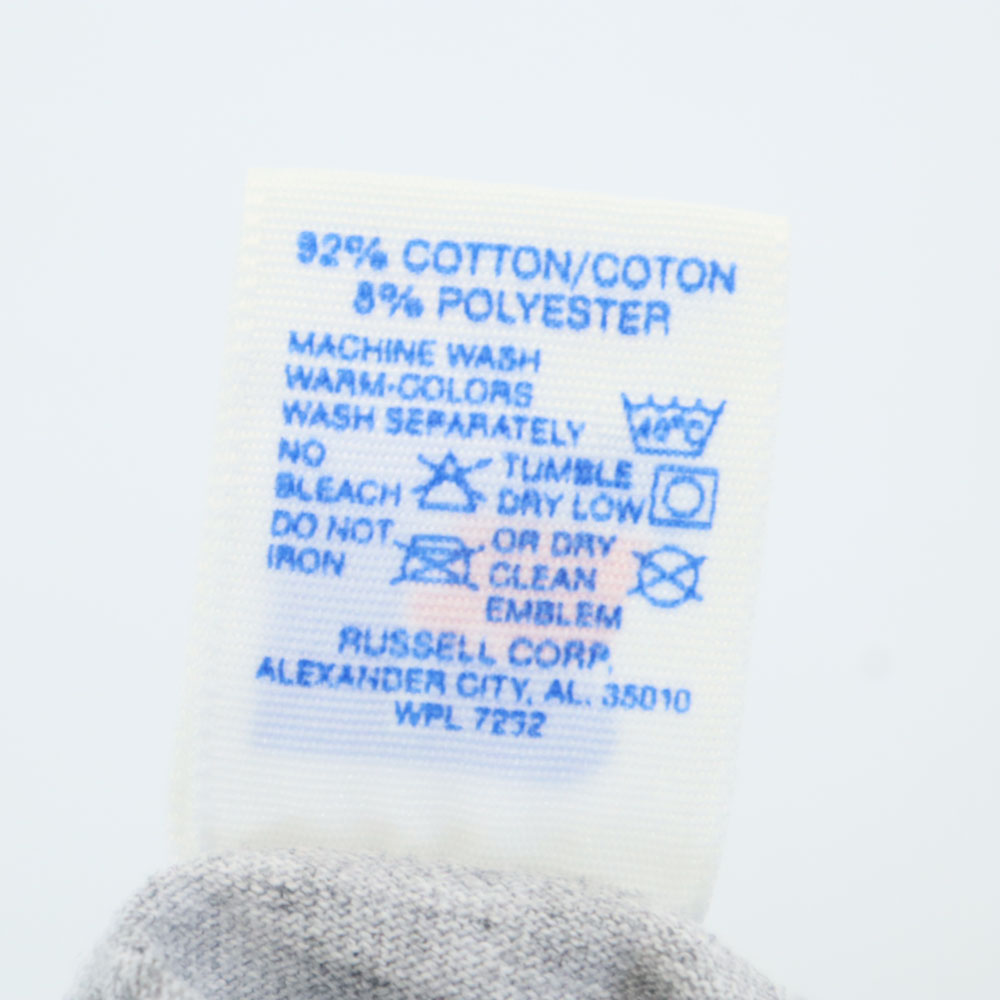 92% COTTON/COTON
8% POLYESTER
MACHINE WASH
WARM-COLORS
WASH SEPARATELY
40°C
NO
BLEACH
TUMBLE
DRY LOW
DO NOT
IRON
OR DRY
CLEAN
EMBLEM
RUSSELL CORP.
ALEXANDER CITY, AL. 35010
WPL 7292